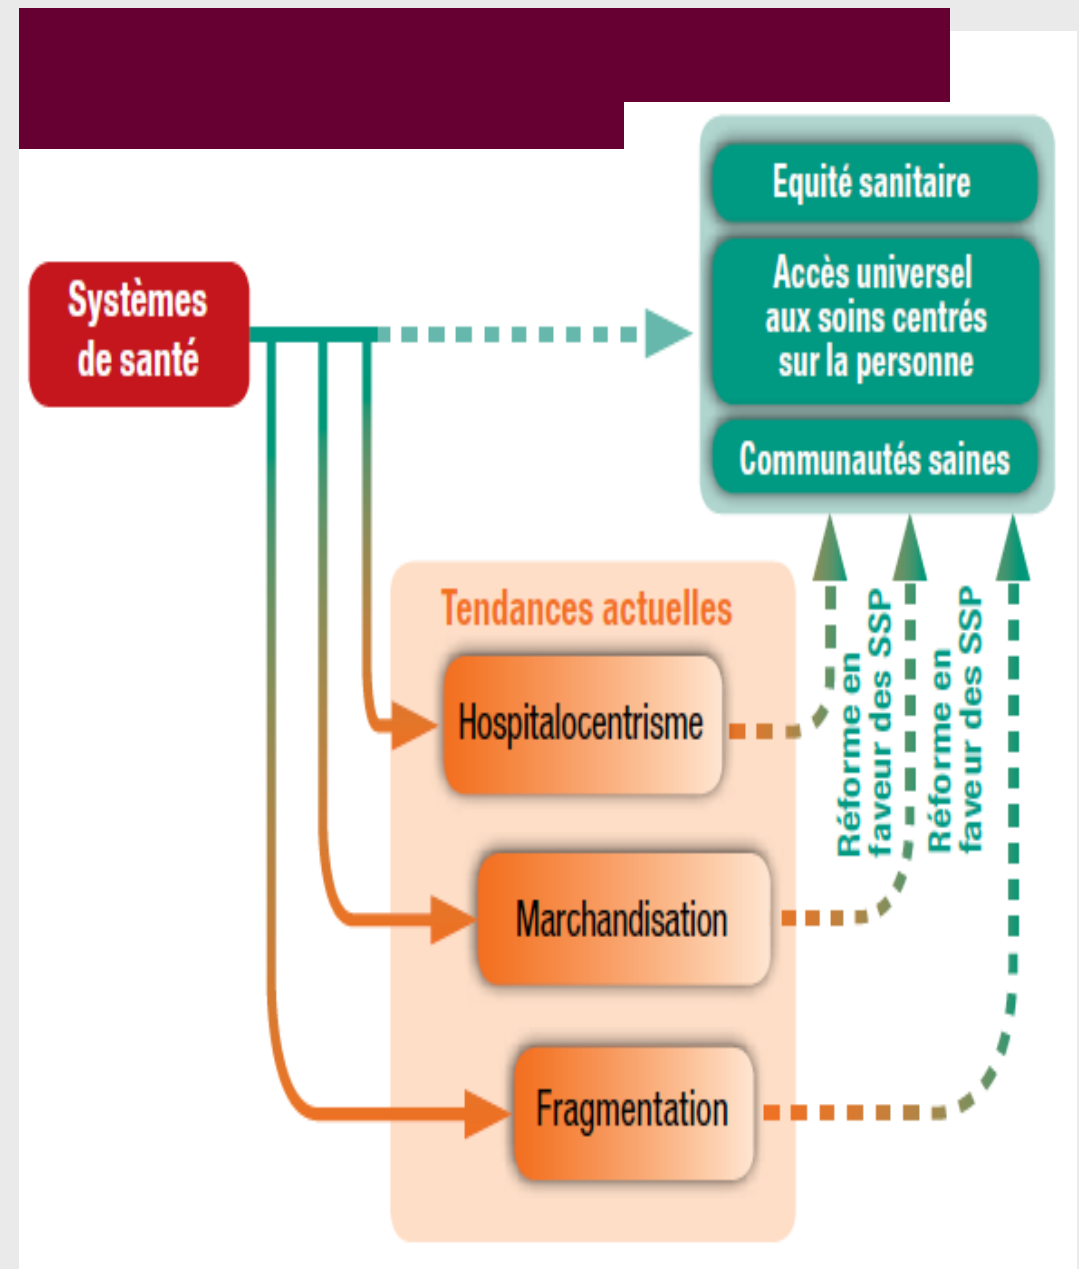 Equité sanitaire
Accès universel
aux soins centrés
sur la personne
Communautés saines
Systèmes
de santé
Tendances actuelles
Hospitalocentrisme
Marchandisation
Fragmentation
Réforme en
faveur des SSP
Réforme en
faveur des SSP